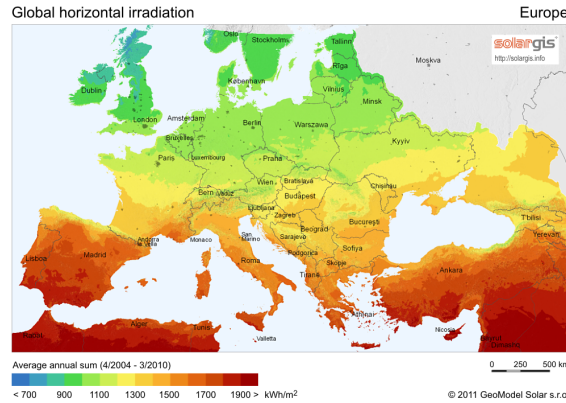 Global horizontal irradiation
Europe
solargis
http://solargis.info
Oslo
Stockholm
Tallinn
Rīga
Moskva
København
Vilnius
Dublin
Minsk
London
Amsterdam
Berlin
Warszawa
Bruxelles
Kyyiv
Paris
Luxembourg
Praha
Wien
Bratislava
Chişinău
Bern
Vaduz
Budapest
Ljubljana
Zagreb
Beograd
Bucureşti
Andorra
la Vella
Monaco
San
Marino
Sarajevo
Podgorica
Sofiya
Skopje
T'bilisi
Yerevan
Lisboa
Madrid
Roma
Tiranë
Ankara
Athínai
Rabat
Alger
Tunis
Valletta
Nicosia
Beyrut
Dimashq
Average annual sum (4/2004 - 3/2010)
0 250 500 km
< 700 900 1100 1300 1500 1700 1900 > kWh/m²
© 2011 GeoModel Solar s.r.o.